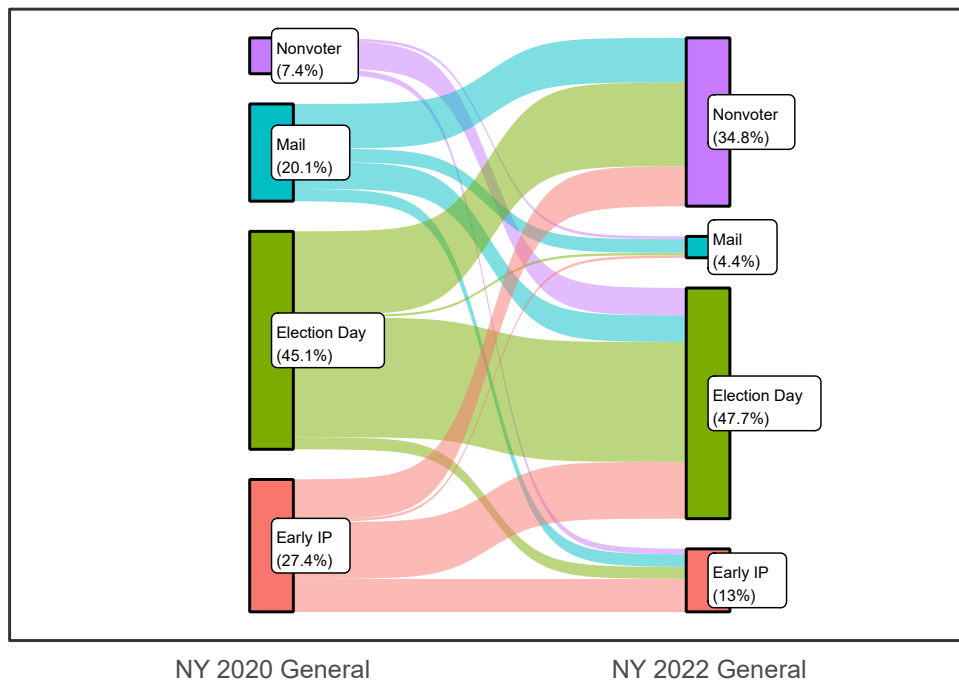 Nonvoter
(7.4%)
Mail
(20.1%)
Election Day
(45.1%)
Early IP
(27.4%)
Nonvoter
(34.8%)
Mail
(4.4%)
Election Day
(47.7%)
Early IP
(13%)
NY 2020 General
NY 2022 General